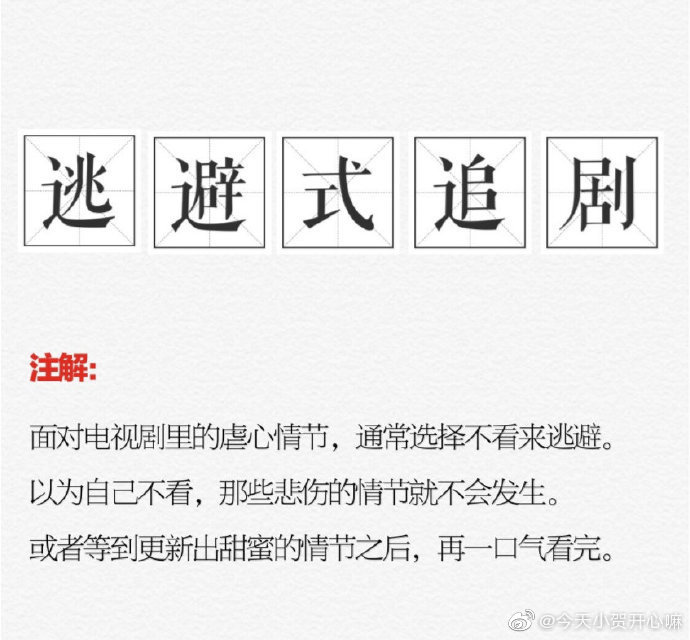 逃避式追剧
注解:
面对电视剧里的虐心情节，通常选择不看来逃避。
以为自己不看，那些悲伤的情节就不会发生。
或者等到更新出甜蜜的情节之后，再一口气看完。
@今天小贺开心嘛